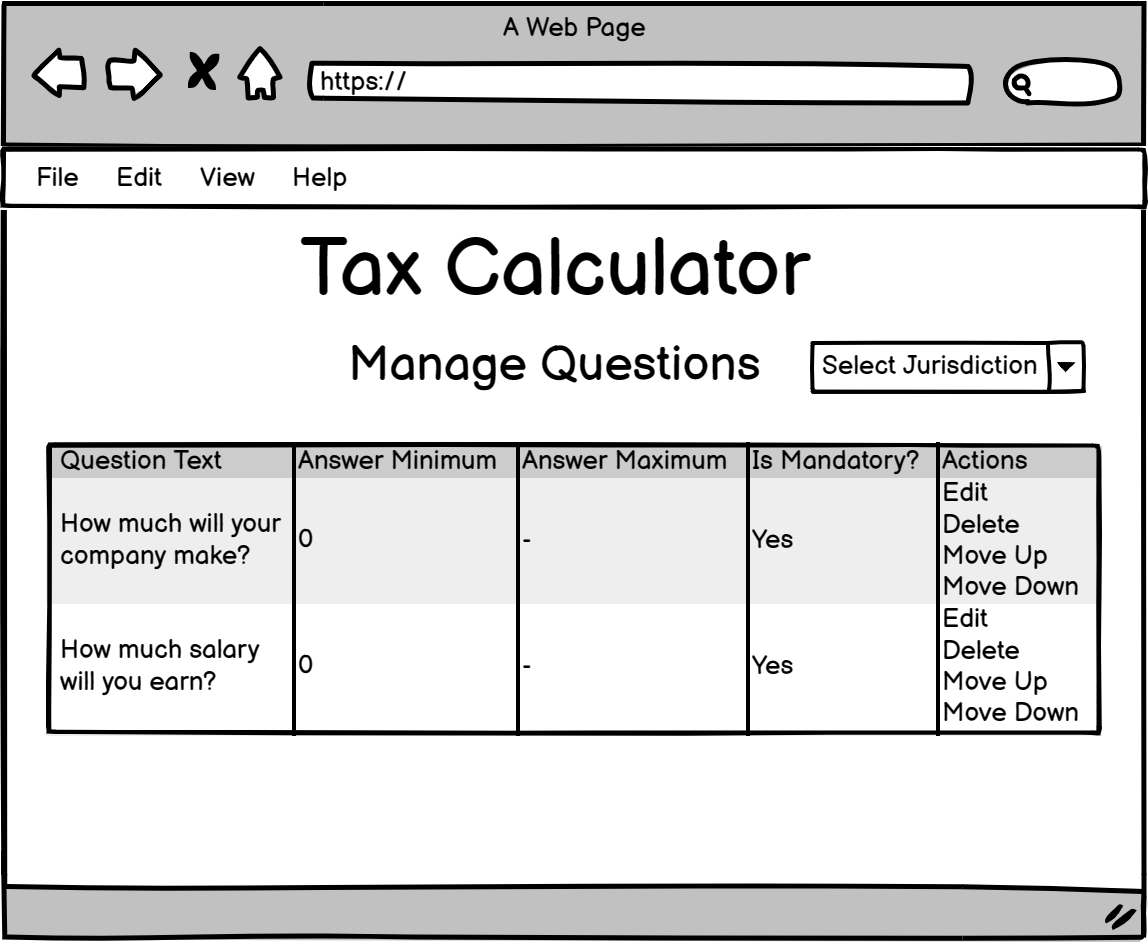 A Web Page
https://
File Edit View Help
Tax Calculator
Manage Questions
Select Jurisdiction
Question Text Answer Minimum Answer Maximum Is Mandatory? Actions
How much will your
company make?
0
-
Yes
Edit
Delete
Move Up
Move Down
How much salary
will you earn?
0
-
Yes
Edit
Delete
Move Up
Move Down